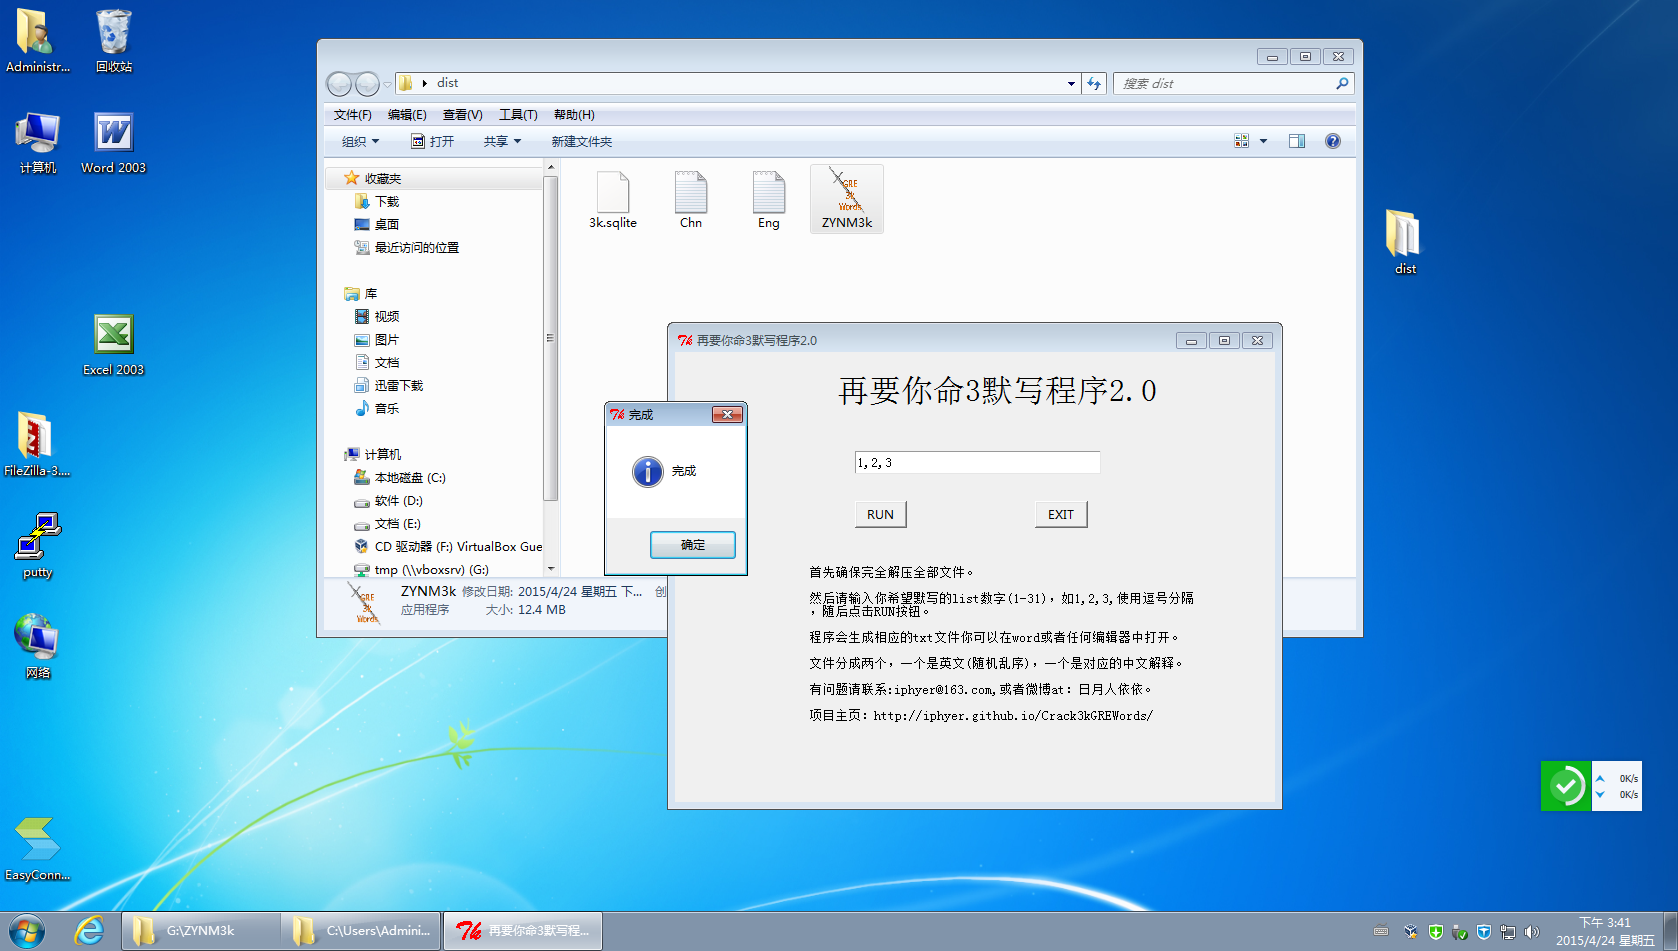 Administr...
回收站
计算机
Word 2003
Excel 2003
FileZilla-3....
putty
网络
EasyConn...
dist
搜索 dist
文件(F)
编辑(E)
查看(V)
工具(T)
帮助(H)
组织
打开
共享
新建文件夹
收藏夹
下载
桌面
最近访问的位置
库
视频
图片
文档
迅雷下载
音乐
计算机
本地磁盘 (C:)
软件 (D:)
文档 (E:)
CD 驱动器 (F:) VirtualBox Gue
tmp (\\vboxsrv) (G:)
3k.sqlite
Chn
Eng
GRE
3k
Words
ZYNM3k
ZYNM3k 修改日期: 2015/4/24 星期五 下... 创
应用程序 大小: 12.4 MB
GRE
3k
Words
dist
再要你命3默写程序2.0
再要你命3默写程序2.0
1,2,3
RUN
EXIT
首先确保完全解压全部文件。
然后请输入你希望默写的list数字(1-31), 如1,2,3,使用逗号分隔
, 随后点击RUN按钮。
程序会生成相应的txt文件你可以在word或者任何编辑器中打开。
文件分成两个, 一个是英文(随机乱序), 一个是对应的中文解释。
有问题请联系:iphyer@163.com,或者微博at: 日月人依依。
项目主页: http://iphyer.github.io/Crack3kGREWords/
完成
完成
确定
0K/s
0K/s
G:\ZYNM3k
C:\Users\Admini...
再要你命3默写程...
下午 3:41
2015/4/24 星期五